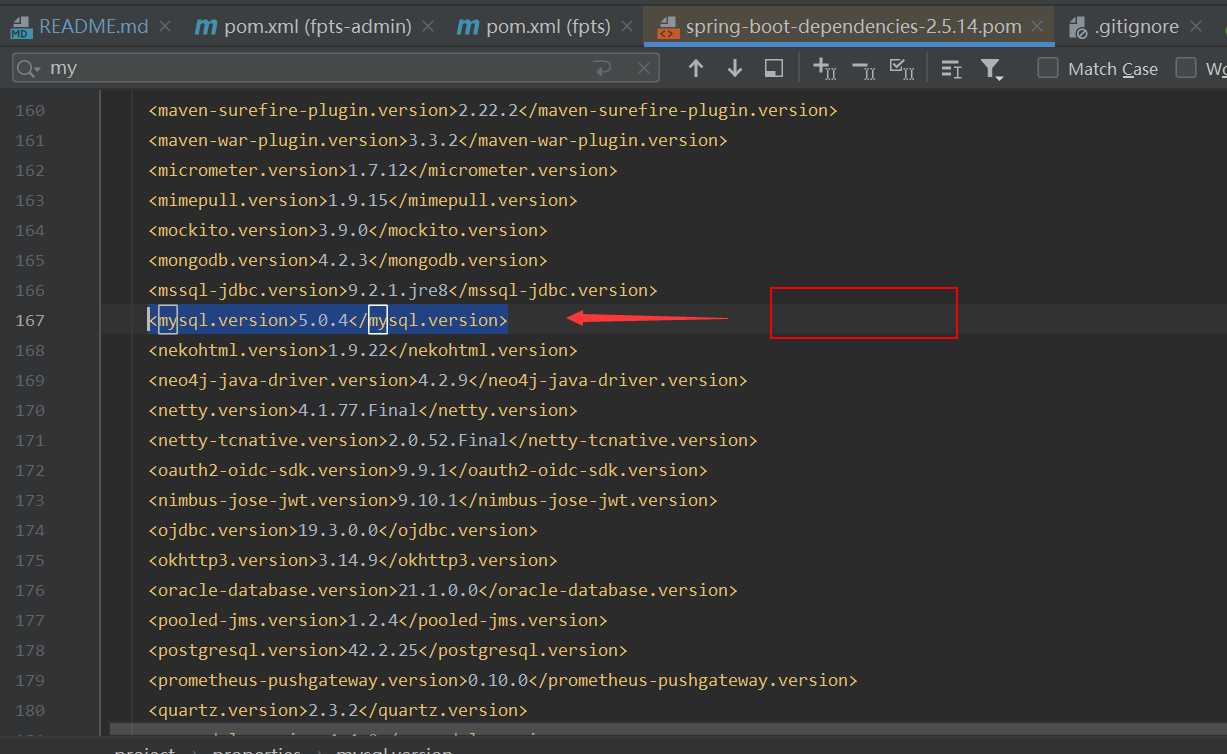 README.md pom.xml (fpts-admin) pom.xml (fpts) spring-boot-dependencies-2.5.14.pom .gitignore
my Match Case
160 <maven-surefire-plugin.version>2.22.2</maven-surefire-plugin.version>
161 <maven-war-plugin.version>3.3.2</maven-war-plugin.version>
162 <micrometer.version>1.7.12</micrometer.version>
163 <mimepull.version>1.9.15</mimepull.version>
164 <mockito.version>3.9.0</mockito.version>
165 <mongodb.version>4.2.3</mongodb.version>
166 <mssql-jdbc.version>9.2.1.jre8</mssql-jdbc.version>
167 <mysql.version>5.0.4</mysql.version>
168 <nekohtml.version>1.9.22</nekohtml.version>
169 <neo4j-java-driver.version>4.2.9</neo4j-java-driver.version>
170 <netty.version>4.1.77.Final</netty.version>
171 <netty-tcnative.version>2.0.52.Final</netty-tcnative.version>
172 <oauth2-oidc-sdk.version>9.9.1</oauth2-oidc-sdk.version>
173 <nimbus-jose-jwt.version>9.10.1</nimbus-jose-jwt.version>
174 <ojdbc.version>19.3.0.0</ojdbc.version>
175 <okhttp3.version>3.14.9</okhttp3.version>
176 <oracle-database.version>21.1.0.0</oracle-database.version>
177 <pooled-jms.version>1.2.4</pooled-jms.version>
178 <postgresql.version>42.2.25</postgresql.version>
179 <prometheus-pushgateway.version>0.10.0</prometheus-pushgateway.version>
180 <quartz.version>2.3.2</quartz.version>
project properties mysql.version